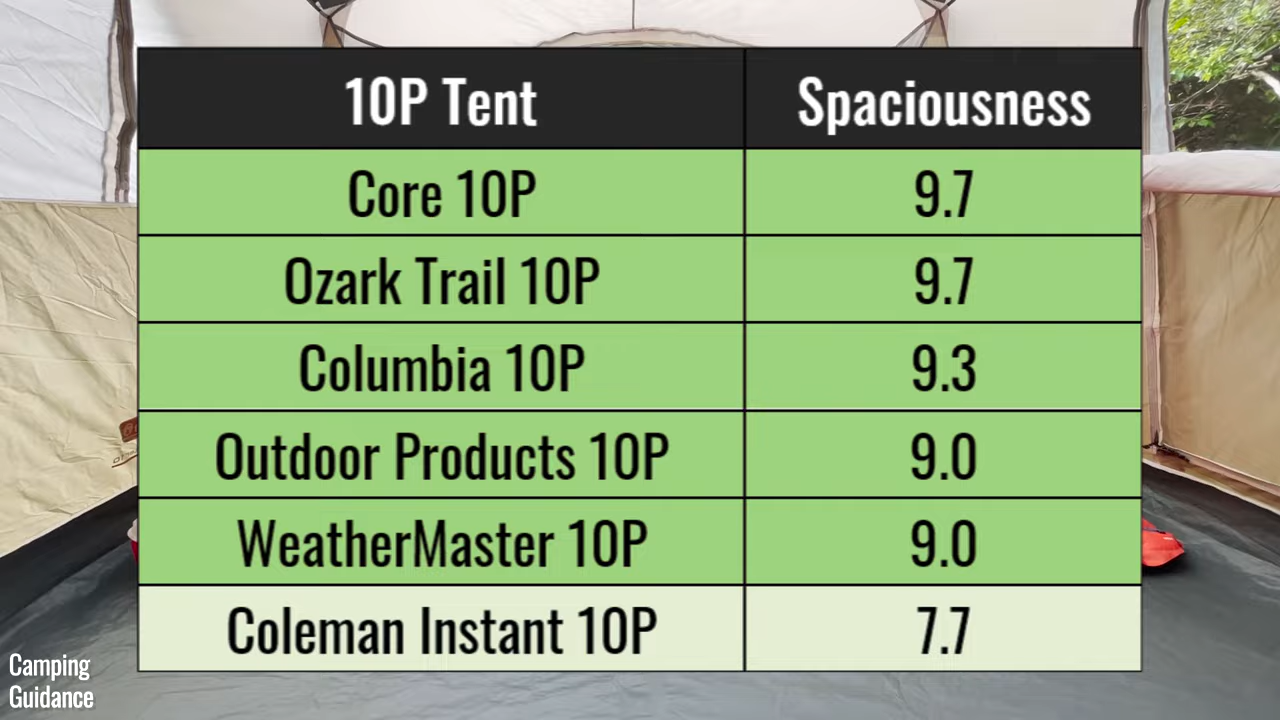 10P Tent Spaciousness
Core 10P 9.7
Ozark Trail 10P 9.7
Columbia 10P 9.3
Outdoor Products 10P 9.0
WeatherMaster 10P 9.0
Coleman Instant 10P 7.7
Camping
Guidance